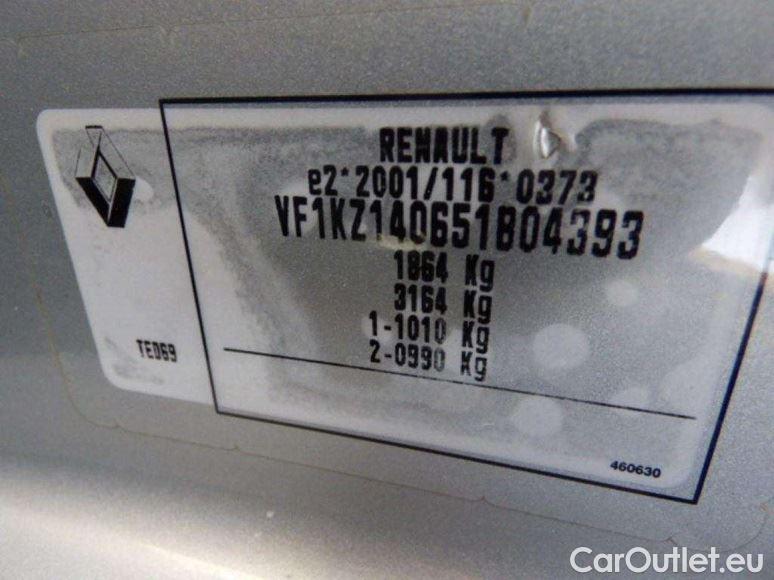 RENAULT
e2*2001/116*0373
VF1KZ140651804393
1864 Kg
3164 Kg
1-1010 Kg
2-0990 Kg
TED69
460630
CarOutlet.eu